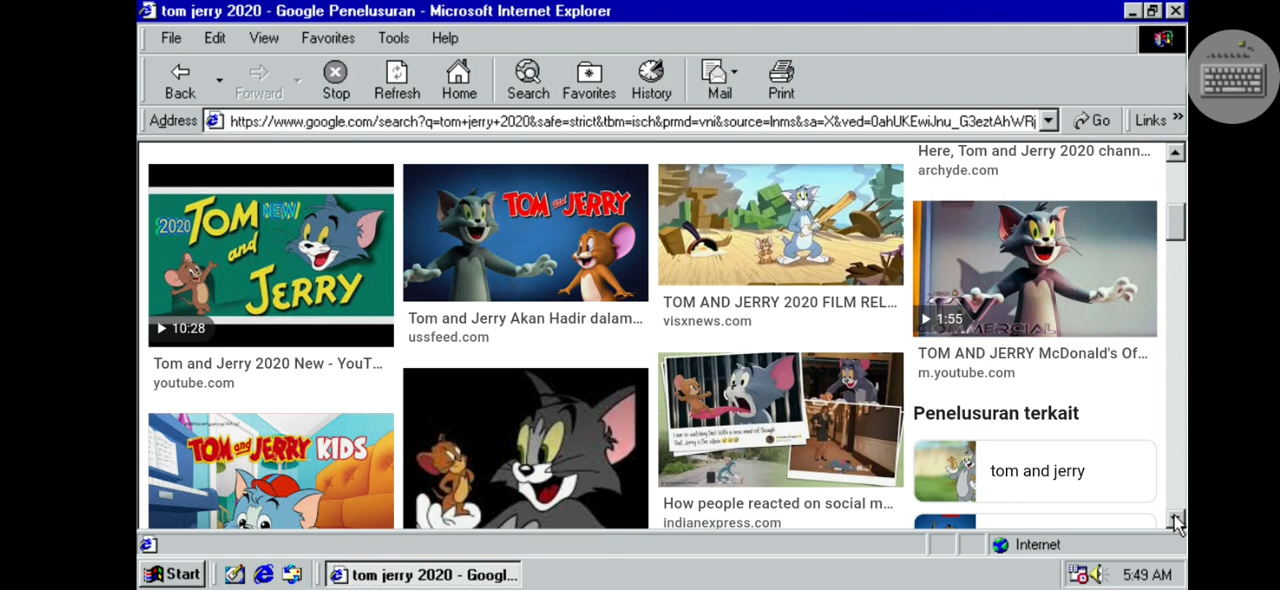 tom jerry 2020 - Google Penelusuran - Microsoft Internet Explorer
File Edit View Favorites Tools Help
Back Forward Stop Refresh Home Search Favorites History Mail Print
Address https://www.google.com/search?q=tom+jerry+2020&safe=strict&tbm=isch&prmd=vni&source=lnms&sa=X&ved=0ahUKEwiJnu_G3eztAhWRj Go Links »
Here, Tom and Jerry 2020 chann...
archyde.com
2020 TOM NEW
and
JERRY
10:28
Tom and Jerry 2020 New - YouT...
youtube.com
TOM and JERRY
Tom and Jerry Akan Hadir dalam...
ussfeed.com
TOM AND JERRY 2020 FILM REL...
visxnews.com
1:55
COMMERCIAL
TOM AND JERRY McDonald's Of...
m.youtube.com
TOM and JERRY KIDS
How people reacted on social m...
indianexpress.com
Penelusuran terkait
tom and jerry
Internet
Start tom jerry 2020 - Googl... 5:49 AM